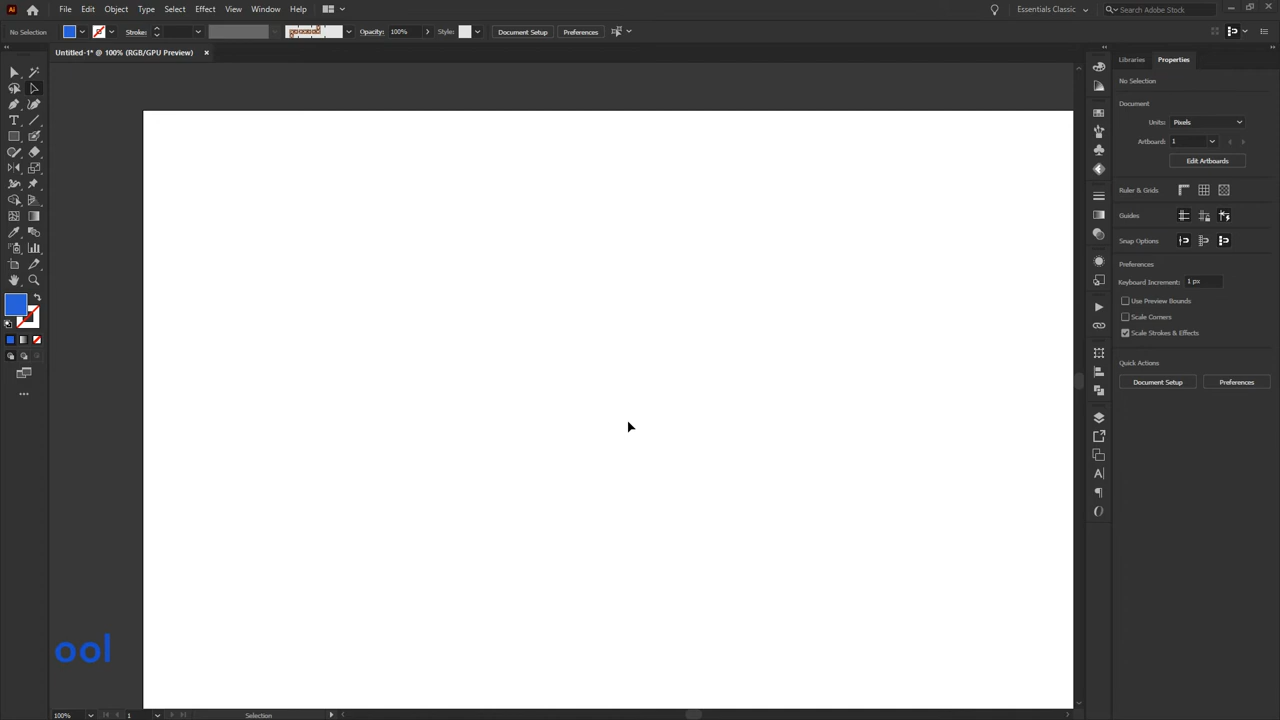 Ai File Edit Object Type Select Effect View Window Help Essentials Classic Search Adobe Stock
No Selection Stroke: Opacity: 100% Style: Document Setup Preferences
Untitled-1* @ 100% (RGB/GPU Preview) ×
Libraries Properties
No Selection
Document
Units: Pixels
Artboard: 1
Edit Artboards
Ruler & Grids
Guides
Snap Options
Preferences
Keyboard Increment: 1 px
Use Preview Bounds
Scale Corners
Scale Strokes & Effects
Quick Actions
Document Setup Preferences
ool
100% 1 Selection